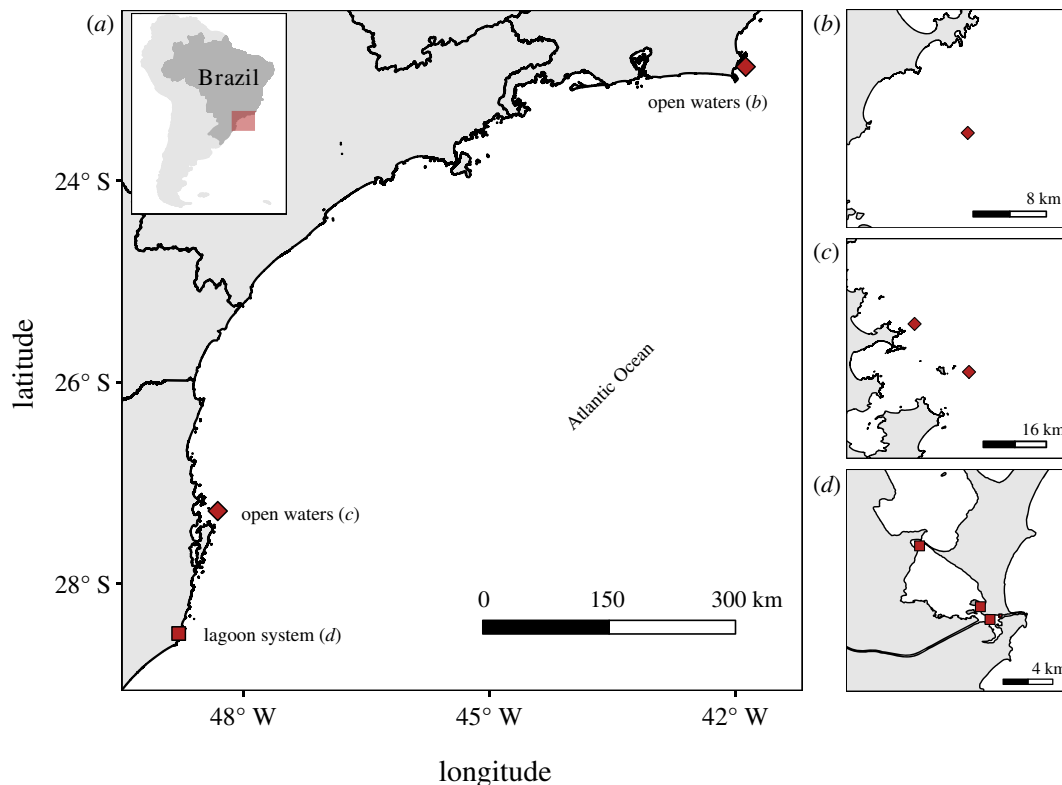 (a)
Brazil
open waters (b)
24° S
latitude
26° S
Atlantic Ocean
open waters (c)
28° S
0 150 300 km
lagoon system (d)
48° W 45° W 42° W
longitude
(b)
8 km
(c)
16 km
(d)
4 km